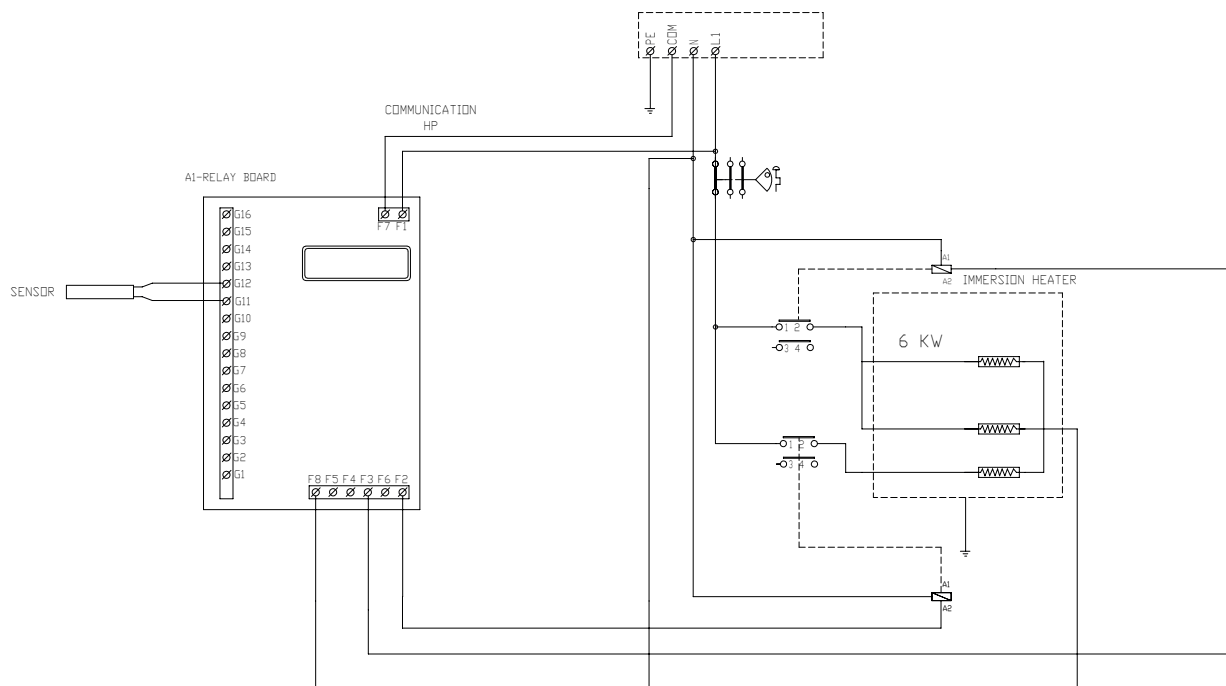 PE COM N L1
COMMUNICATION
HP
A1-RELAY BOARD
F7 F1
G16
G15
G14
G13
G12
G11
G10
G9
G8
G7
G6
G5
G4
G3
G2
G1
SENSOR
F8 F5 F4 F3 F6 F2
A1
A2 IMMERSION HEATER
1 2
3 4
6 KW
1 2
3 4
A1
A2